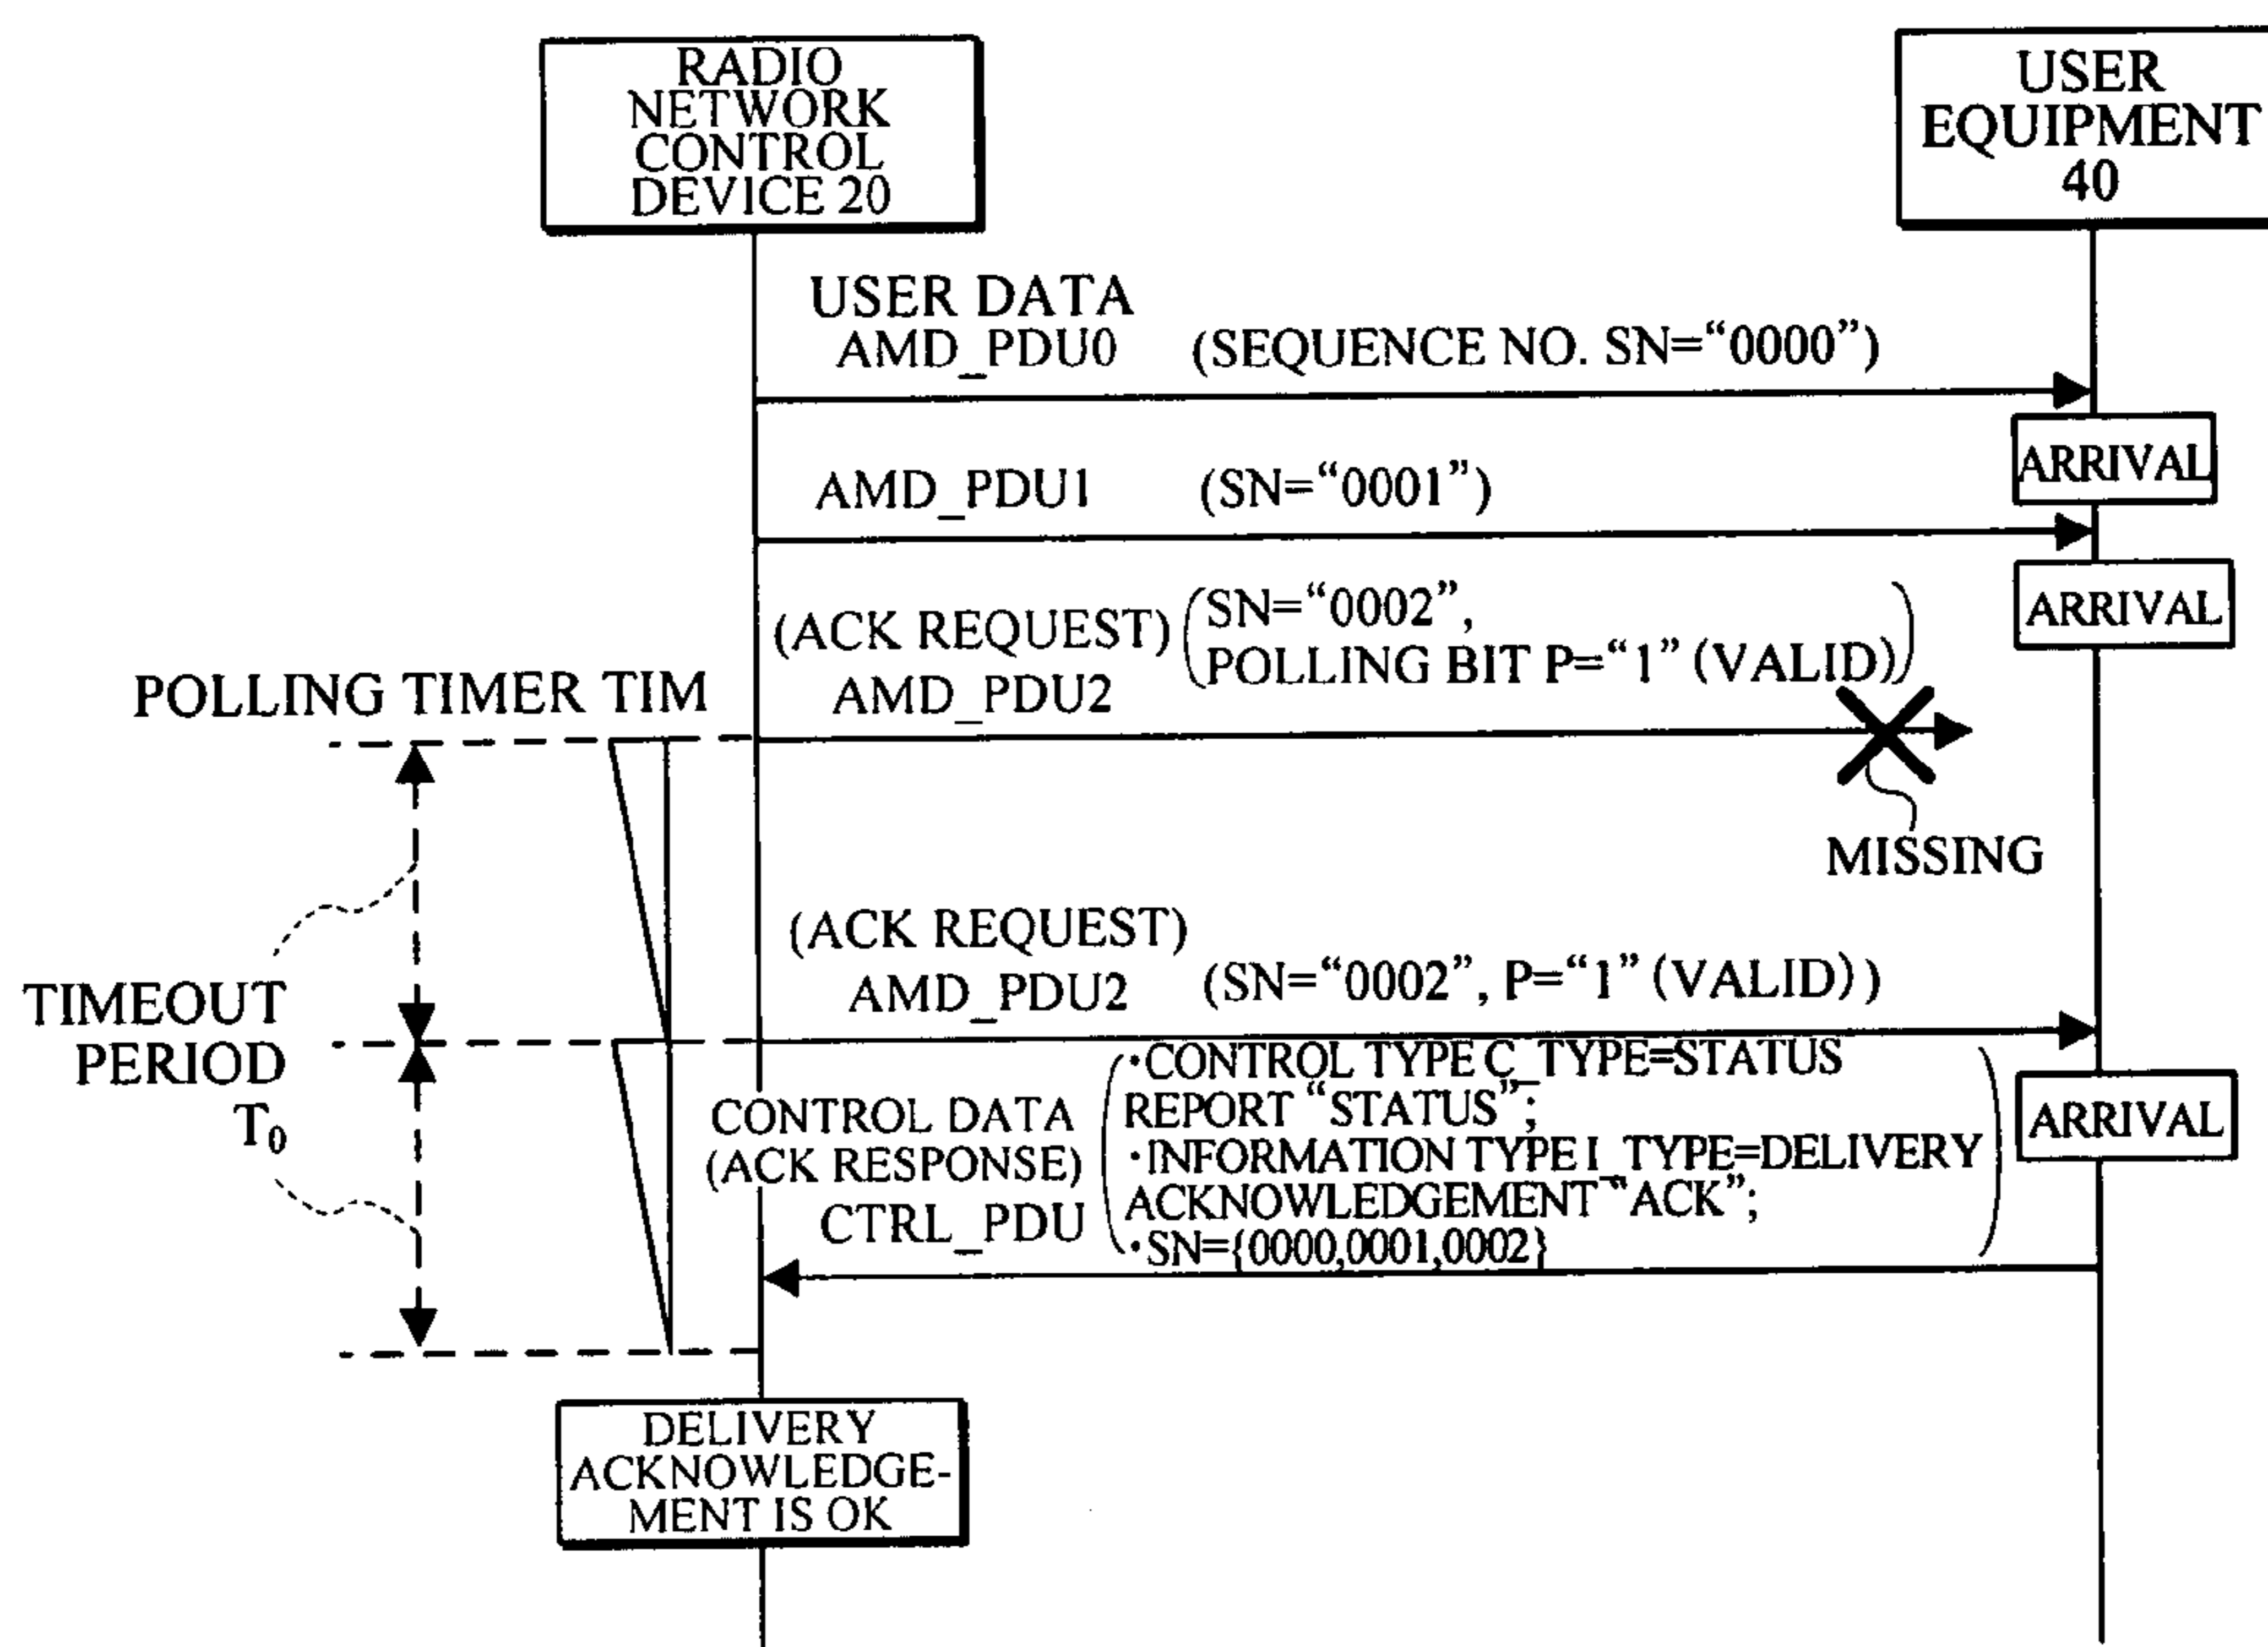 RADIO
NETWORK
CONTROL
DEVICE 20
USER
EQUIPMENT
40
USER DATA
AMD_PDU0 (SEQUENCE NO. SN=“0000”)
ARRIVAL
AMD_PDU1 (SN=“0001”)
ARRIVAL
(ACK REQUEST)
AMD_PDU2
(SN=“0002”,
POLLING BIT P=“1” (VALID))
POLLING TIMER TIM
MISSING
(ACK REQUEST)
AMD_PDU2 (SN=“0002”, P=“1” (VALID))
TIMEOUT
PERIOD
T0
ARRIVAL
CONTROL DATA
(ACK RESPONSE)
CTRL_PDU
(•CONTROL TYPE C_TYPE=STATUS
REPORT “STATUS”;
•INFORMATION TYPE I_TYPE=DELIVERY
ACKNOWLEDGEMENT “ACK”;
•SN={0000,0001,0002})
DELIVERY
ACKNOWLEDGE-
MENT IS OK